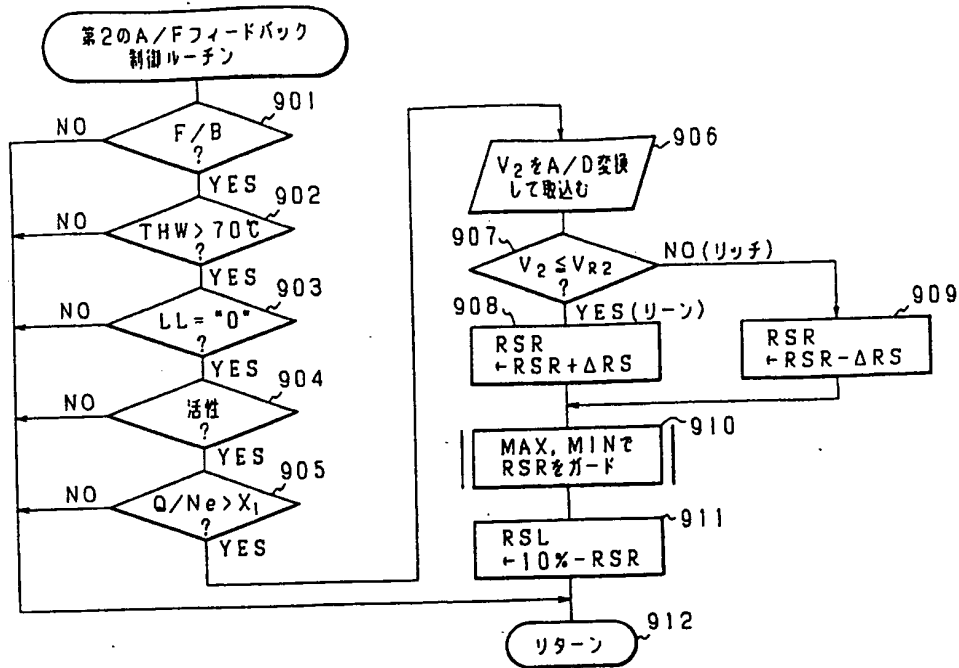 第2のA/Fフィードバック
制御ルーチン
901
F/B
?
NO
YES
902
THW>70℃
?
NO
YES
903
LL="0"
?
NO
YES
904
活性
?
NO
YES
905
Q/Ne>X1
?
NO
YES
906
V2をA/D変換
して取込む
907
V2≦VR2
?
NO(リッチ)
YES(リーン)
908
RSR
←RSR+ΔRS
909
RSR
←RSR-ΔRS
910
MAX,MINで
RSRをガード
911
RSL
←10%-RSR
リターン
912